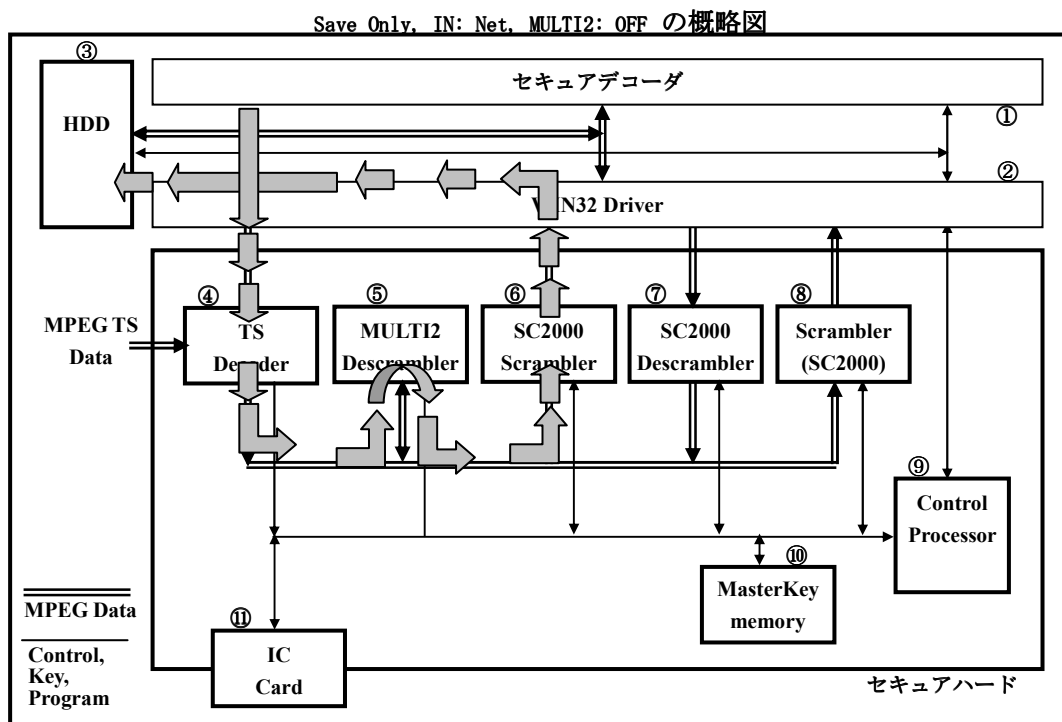 Save Only, IN: Net, MULTI2: OFF の概略図
③
セキュアデコーダ
HDD
①
②
WIN32 Driver
④
⑤
⑥
⑦
⑧
MPEG TS
Data
TS
Decoder
MULTI2
Descrambler
SC2000
Scrambler
SC2000
Descrambler
Scrambler
(SC2000)
⑨
Control
Processor
⑩
MasterKey
memory
MPEG Data
⑪
IC
Card
Control,
Key,
Program
セキュアハード